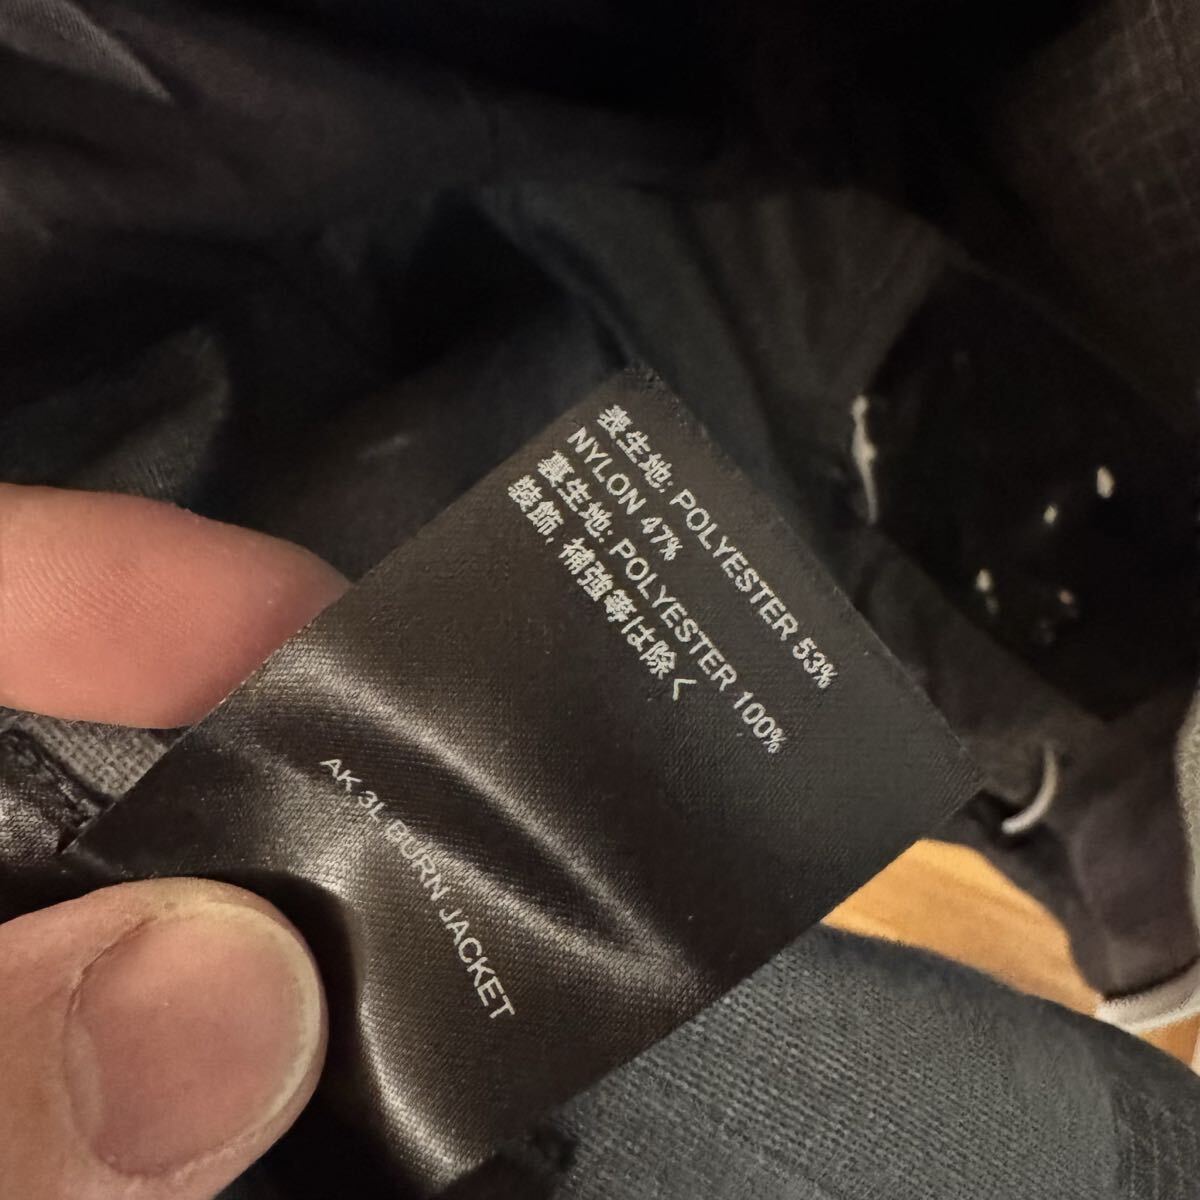 表生地: POLYESTER 53%
NYLON 47%
裏生地: POLYESTER 100%
装飾, 補強等は除く
AK 3L BURN JACKET